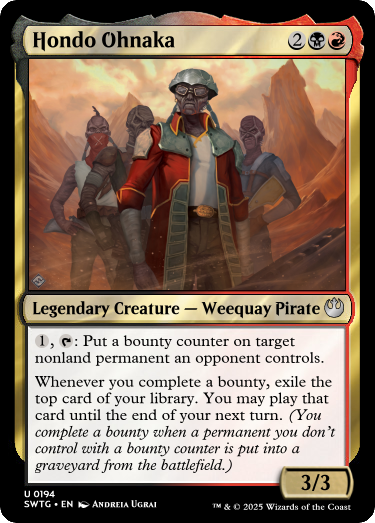 Hondo Ohnaka 2
Legendary Creature — Weequay Pirate
1, : Put a bounty counter on target
nonland permanent an opponent controls.
Whenever you complete a bounty, exile the
top card of your library. You may play that
card until the end of your next turn. (You
complete a bounty when a permanent you don't
control with a bounty counter is put into a
graveyard from the battlefield.)
3/3
U 0194
SWTG • EN Andreia Ugrai
™ & © 2025 Wizards of the Coast